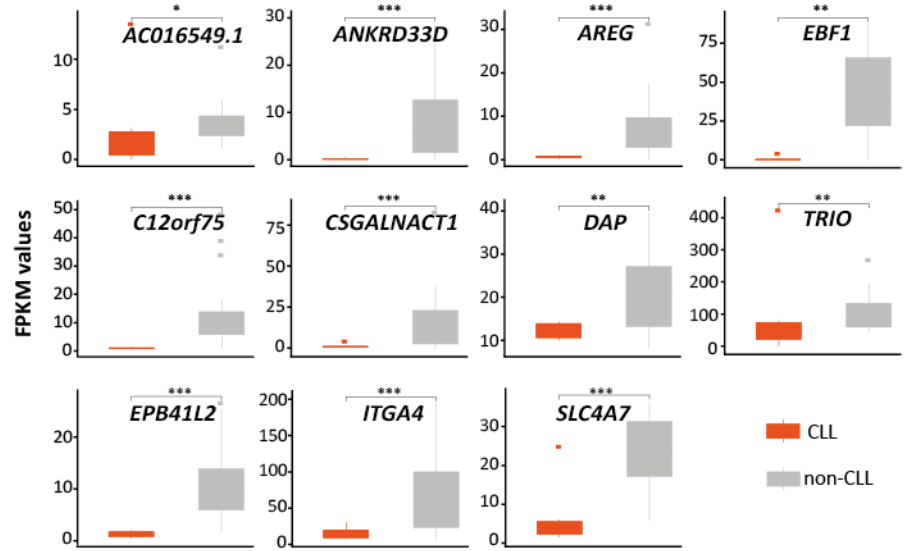 * *** *** **
AC016549.1 ANKRD33D AREG EBF1
10 5 0
30 20 10 0
30 20 10 0
75 50 25 0
*** *** ** **
C12orf75 CSGALNACT1 DAP TRIO
50 40 30 20 10 0
75 50 25 0
40 30 20 10
400 300 200 100 0
FPKM values
*** *** ***
EPB41L2 ITGA4 SLC4A7
20 10 0
200 150 100 50 0
30 20 10 0
CLL
non-CLL